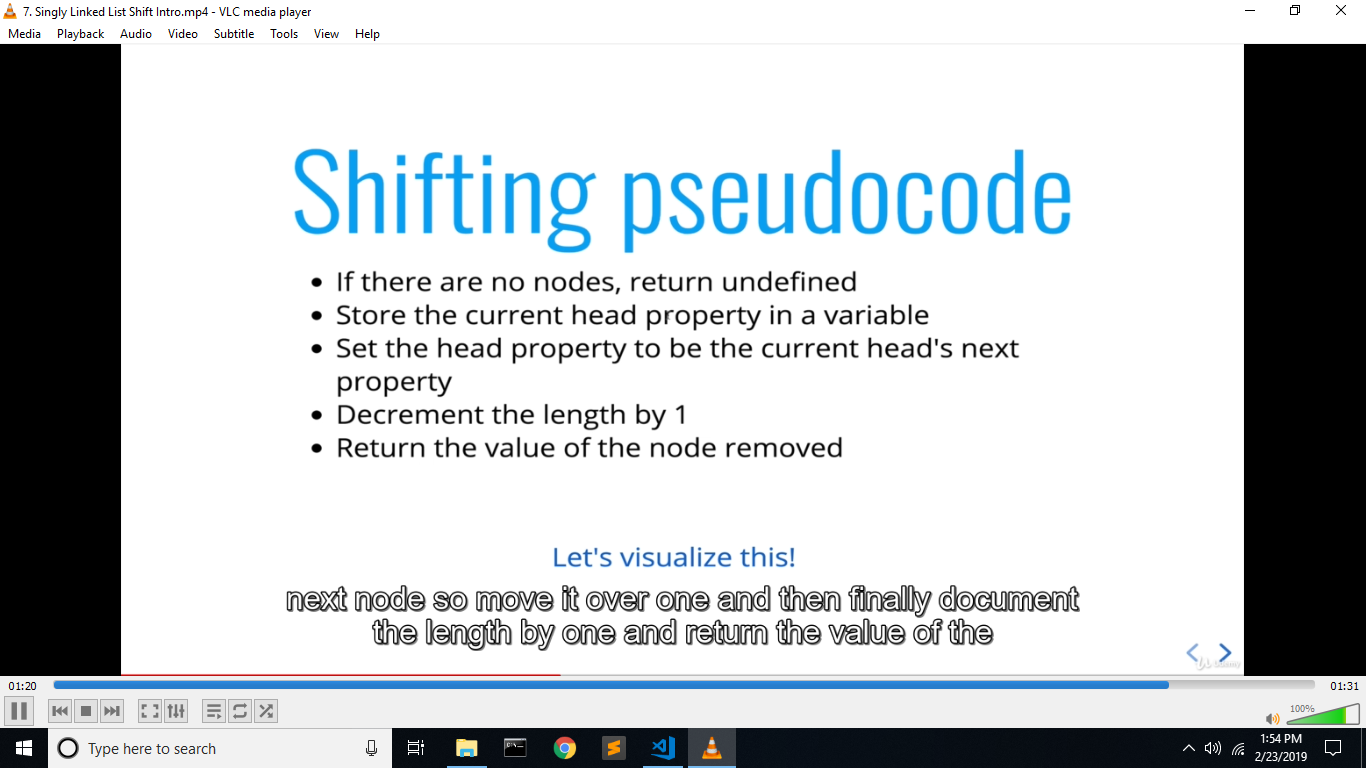 7. Singly Linked List Shift Intro.mp4 - VLC media player
Media Playback Audio Video Subtitle Tools View Help
Shifting pseudocode
• If there are no nodes, return undefined
• Store the current head property in a variable
• Set the head property to be the current head's next
property
• Decrement the length by 1
• Return the value of the node removed
Let's visualize this!
next node so move it over one and then finally document
the length by one and return the value of the
01:20
01:31
100%
Type here to search
1:54 PM
2/23/2019